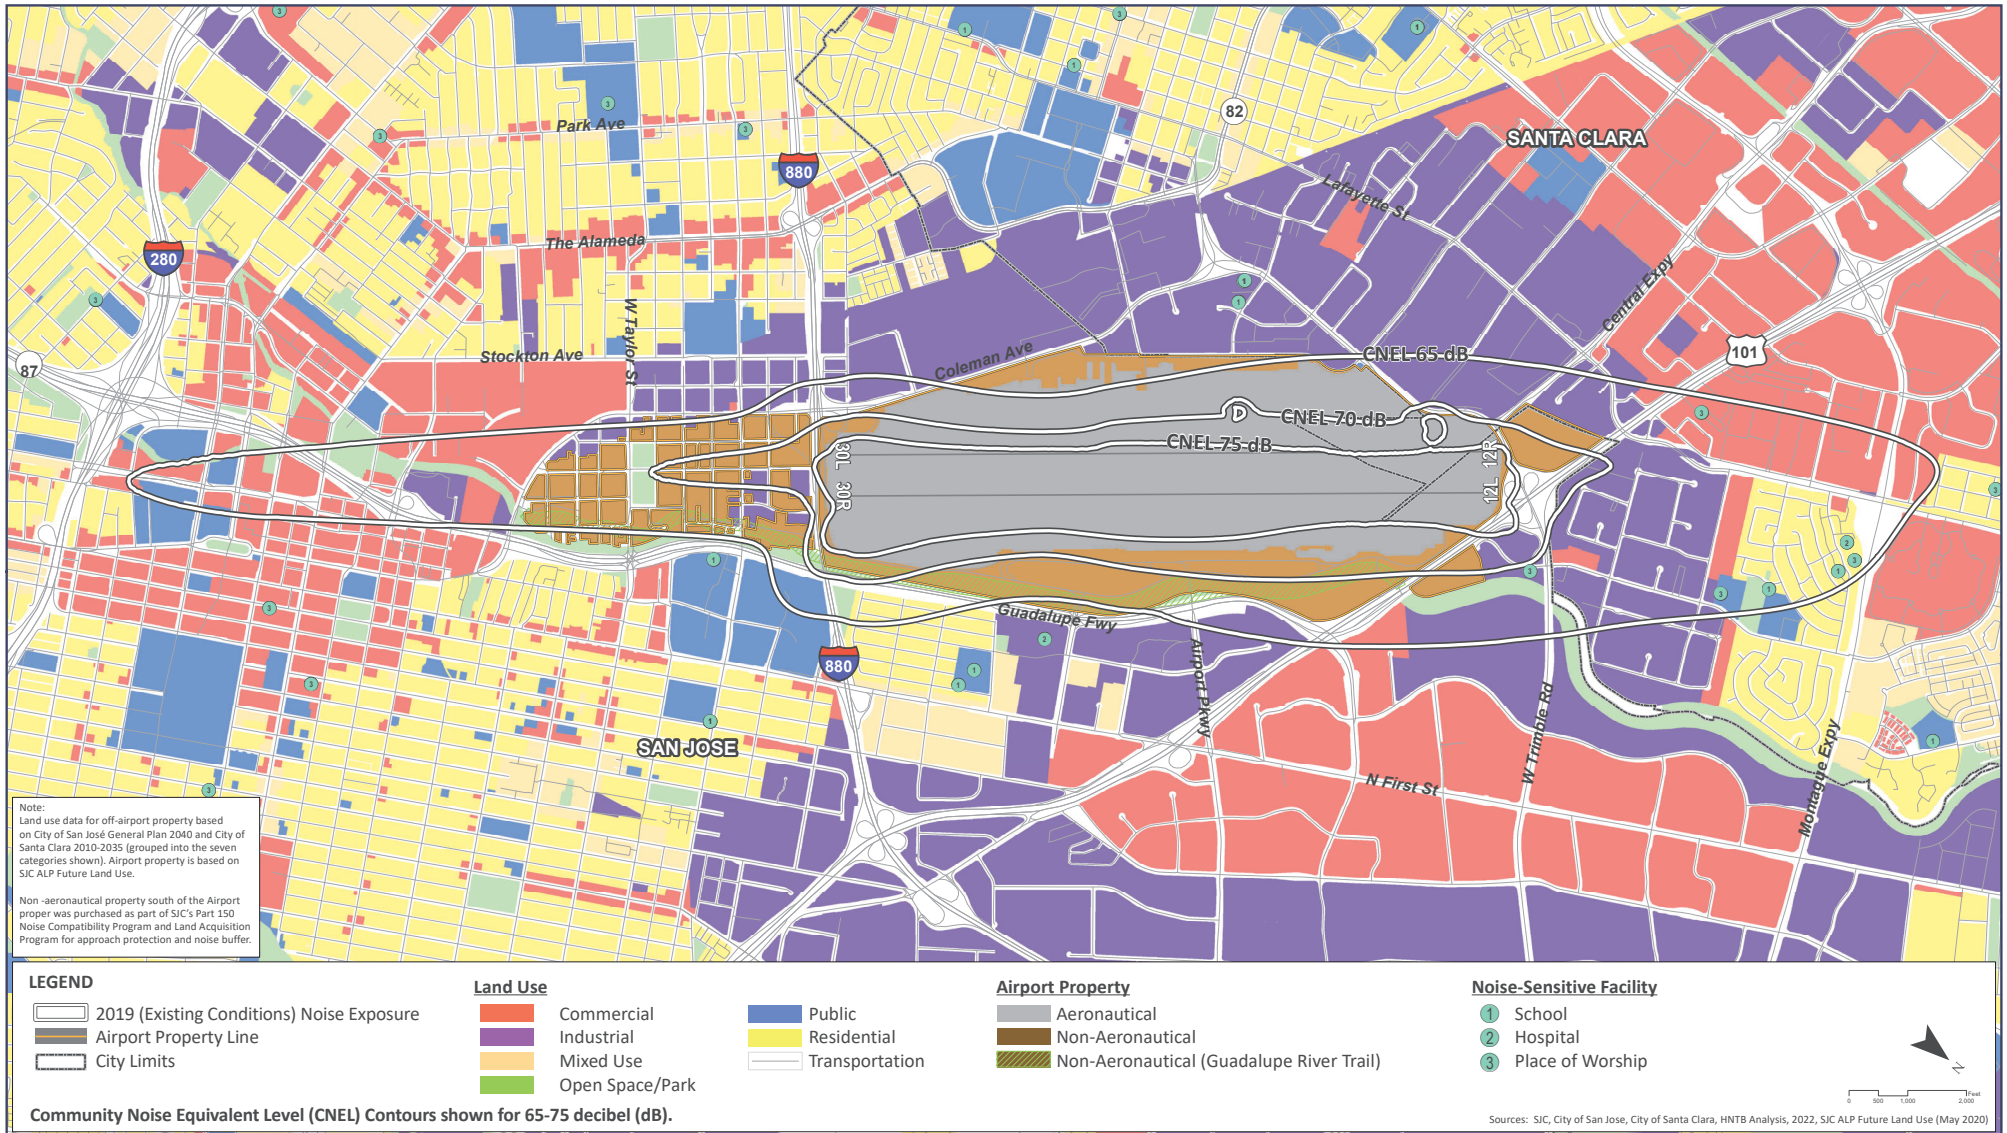 Park Ave
82
SANTA CLARA
880
Lafayette St
The Alameda
280
Central Expy
W Taylor St
Stockton Ave
Coleman Ave
CNEL 65 dB
101
87
CNEL 70 dB
CNEL 75 dB
30L
12R
30R
12L
Guadalupe Fwy
880
Airport Pkwy
SAN JOSE
W Trimble Rd
N First St
Montague Expy
Note:
Land use data for off-airport property based
on City of San José General Plan 2040 and City of
Santa Clara 2010-2035 (grouped into the seven
categories shown). Airport property is based on
SJC ALP Future Land Use.
Non -aeronautical property south of the Airport
proper was purchased as part of SJC's Part 150
Noise Compatibility Program and Land Acquisition
Program for approach protection and noise buffer.
LEGEND
2019 (Existing Conditions) Noise Exposure
Airport Property Line
City Limits
Land Use
Commercial
Industrial
Mixed Use
Open Space/Park
Public
Residential
Transportation
Airport Property
Aeronautical
Non-Aeronautical
Non-Aeronautical (Guadalupe River Trail)
Noise-Sensitive Facility
1 School
2 Hospital
3 Place of Worship
N
Feet
0 500 1,000 2,000
Community Noise Equivalent Level (CNEL) Contours shown for 65-75 decibel (dB).
Sources: SJC, City of San Jose, City of Santa Clara, HNTB Analysis, 2022, SJC ALP Future Land Use (May 2020)